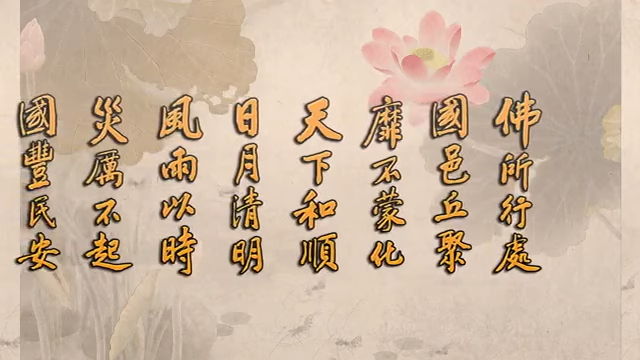 佛所行處
國邑丘聚
靡不蒙化
天下和順
日月清明
風雨以時
災厲不起
國豐民安